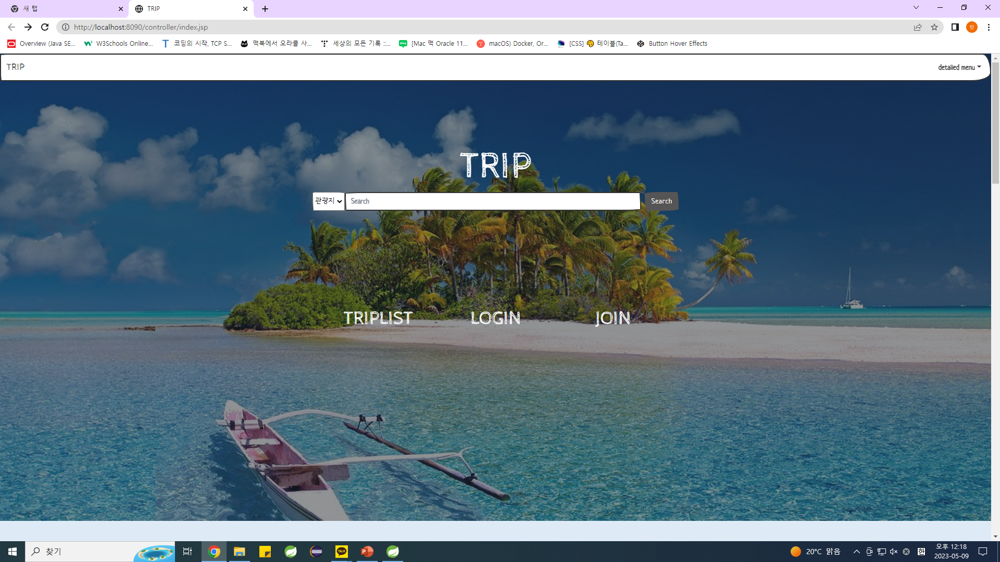 새 탭
TRIP
http://localhost:8090/controller/index.jsp
민
Overview (Java SE...
W3Schools Online...
코딩의 시작, TCP S...
맥북에서 오라클 사...
세상의 모든 기록 ::...
[Mac 맥 Oracle 11...
macOS) Docker, Or...
[CSS] 🎨 테이블(Ta...
Button Hover Effects
TRIP
detailed menu
TRIP
관광지
Search
Search
TRIPLIST
LOGIN
JOIN
찾기
TALK
20°C 맑음
한
오후 12:18
2023-05-09